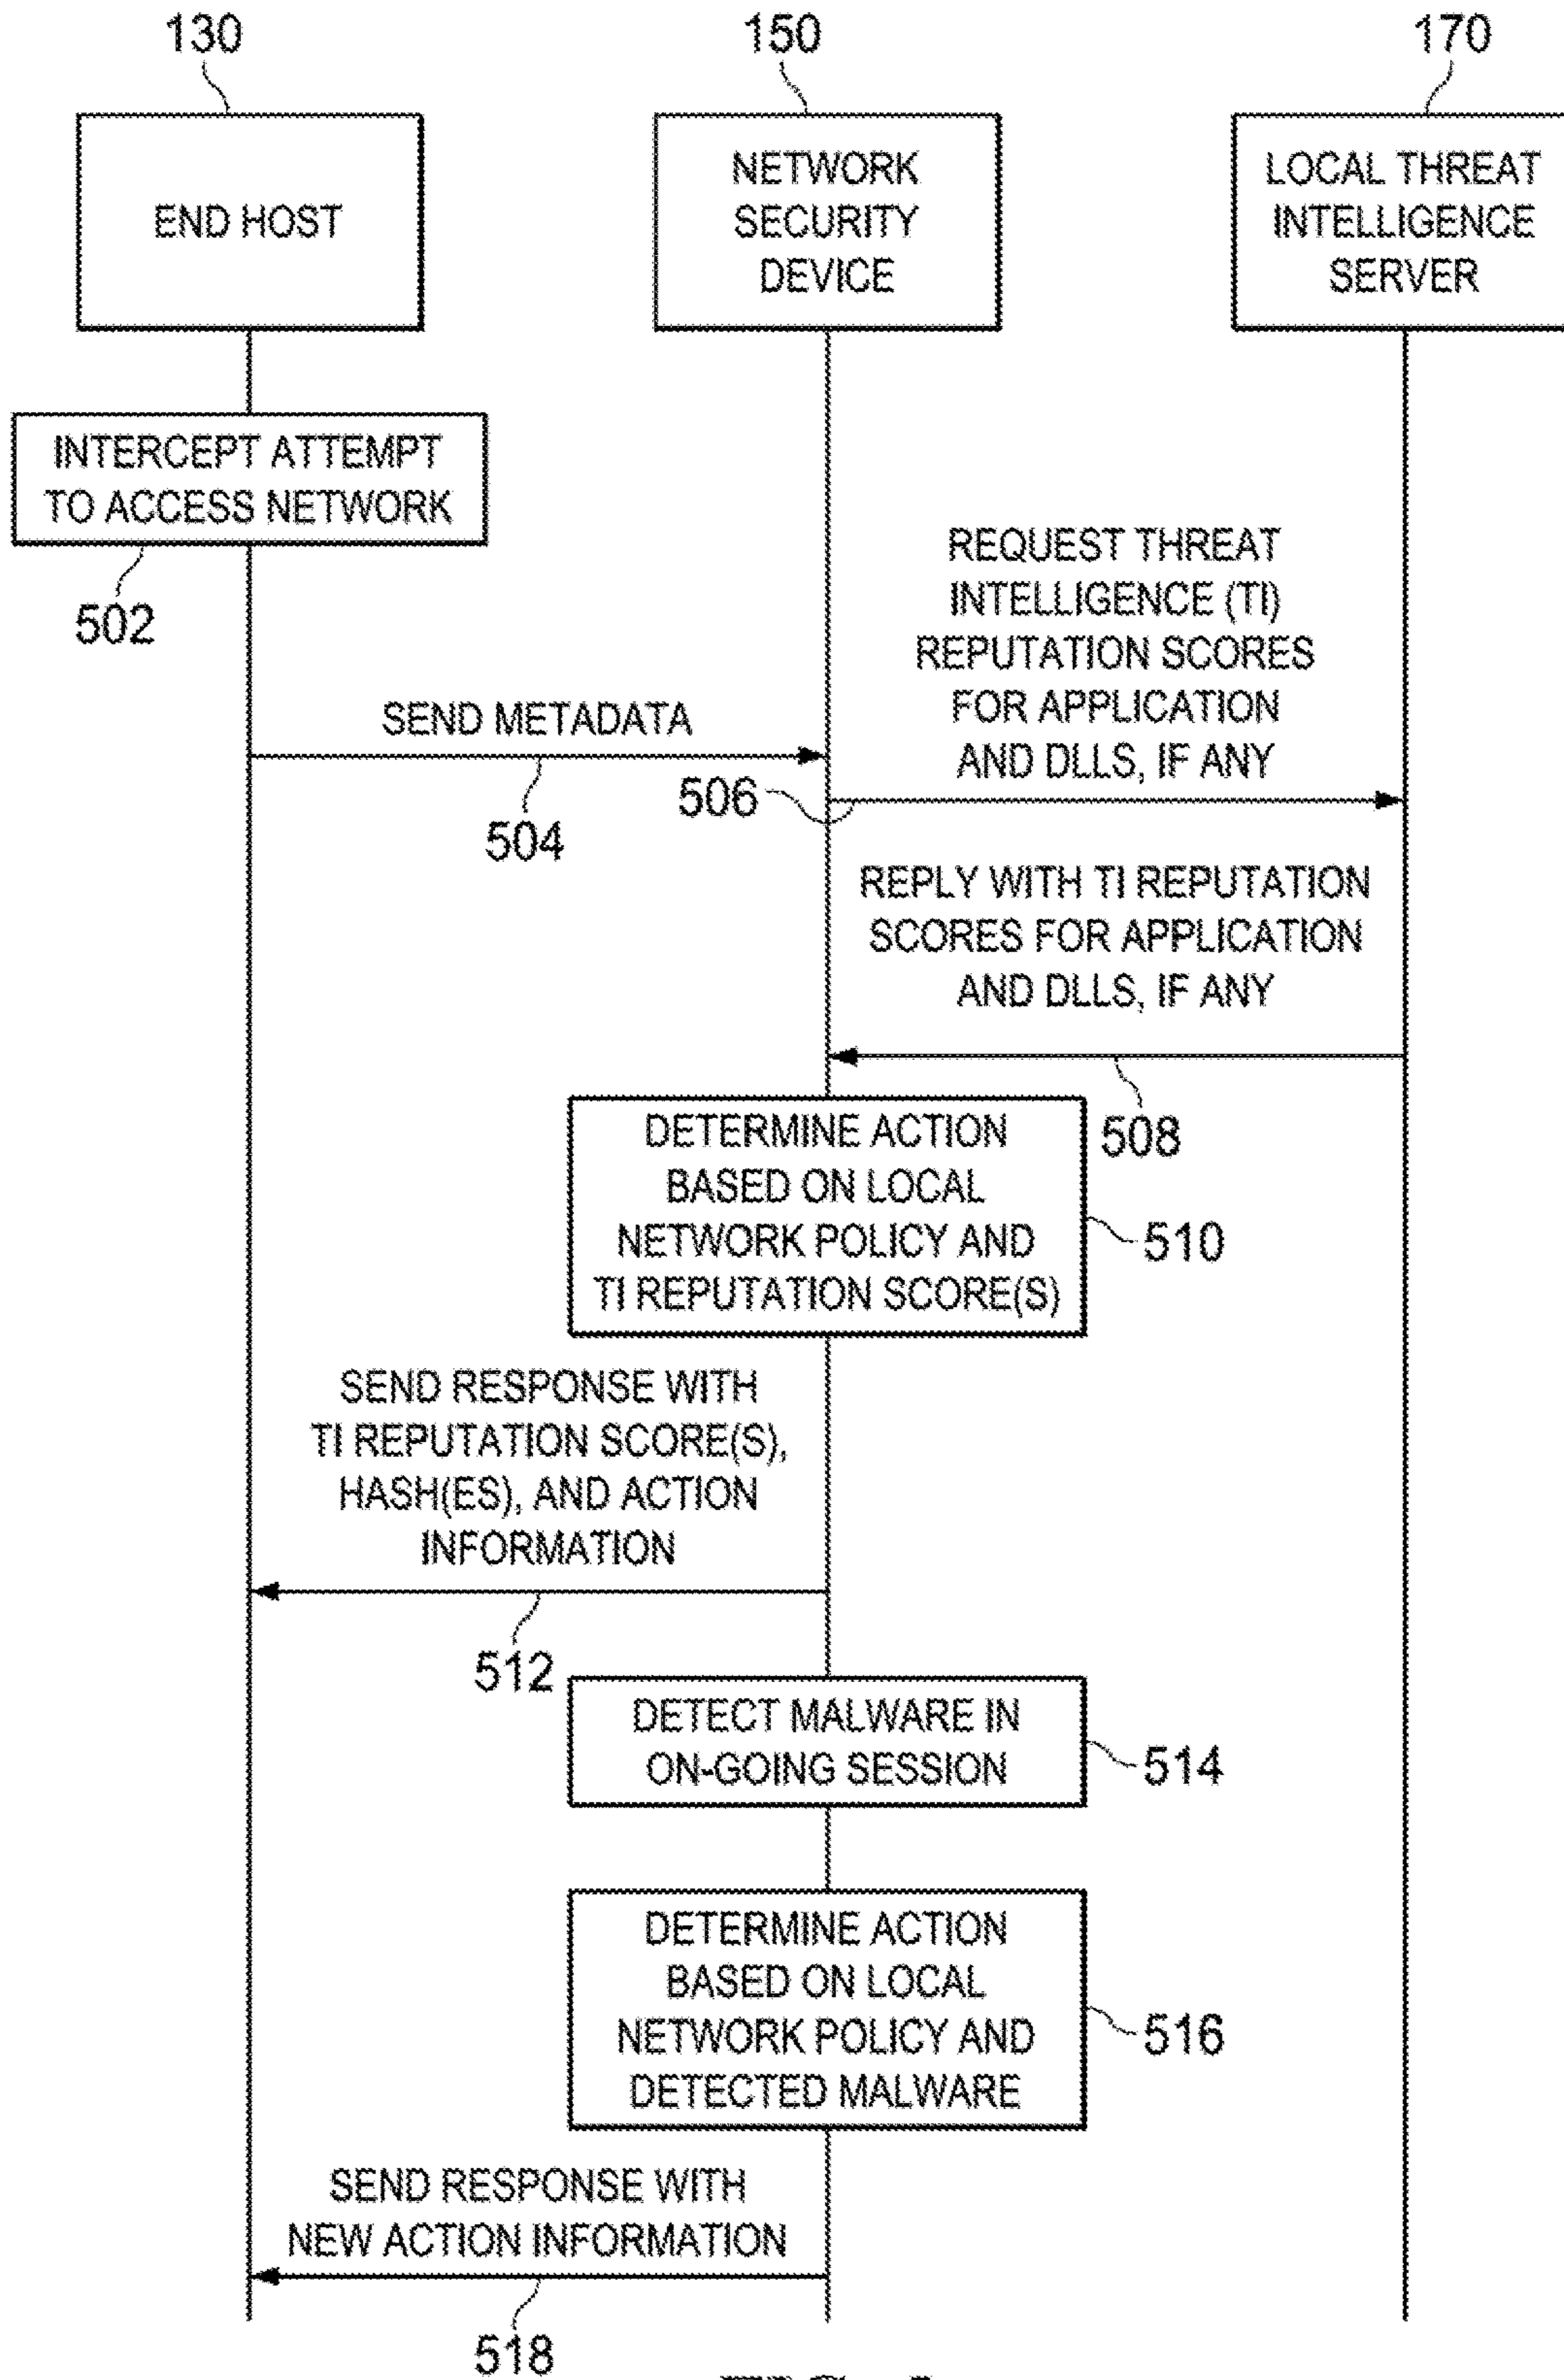 130
150
170
END HOST
NETWORK
SECURITY
DEVICE
LOCAL THREAT
INTELLIGENCE
SERVER
INTERCEPT ATTEMPT
TO ACCESS NETWORK
502
REQUEST THREAT
INTELLIGENCE (TI)
REPUTATION SCORES
FOR APPLICATION
AND DLLS, IF ANY
SEND METADATA
504
506
REPLY WITH TI REPUTATION
SCORES FOR APPLICATION
AND DLLS, IF ANY
508
DETERMINE ACTION
BASED ON LOCAL
NETWORK POLICY AND
TI REPUTATION SCORE(S)
510
SEND RESPONSE WITH
TI REPUTATION SCORE(S),
HASH(ES), AND ACTION
INFORMATION
512
DETECT MALWARE IN
ON-GOING SESSION
514
DETERMINE ACTION
BASED ON LOCAL
NETWORK POLICY AND
DETECTED MALWARE
516
SEND RESPONSE WITH
NEW ACTION INFORMATION
518